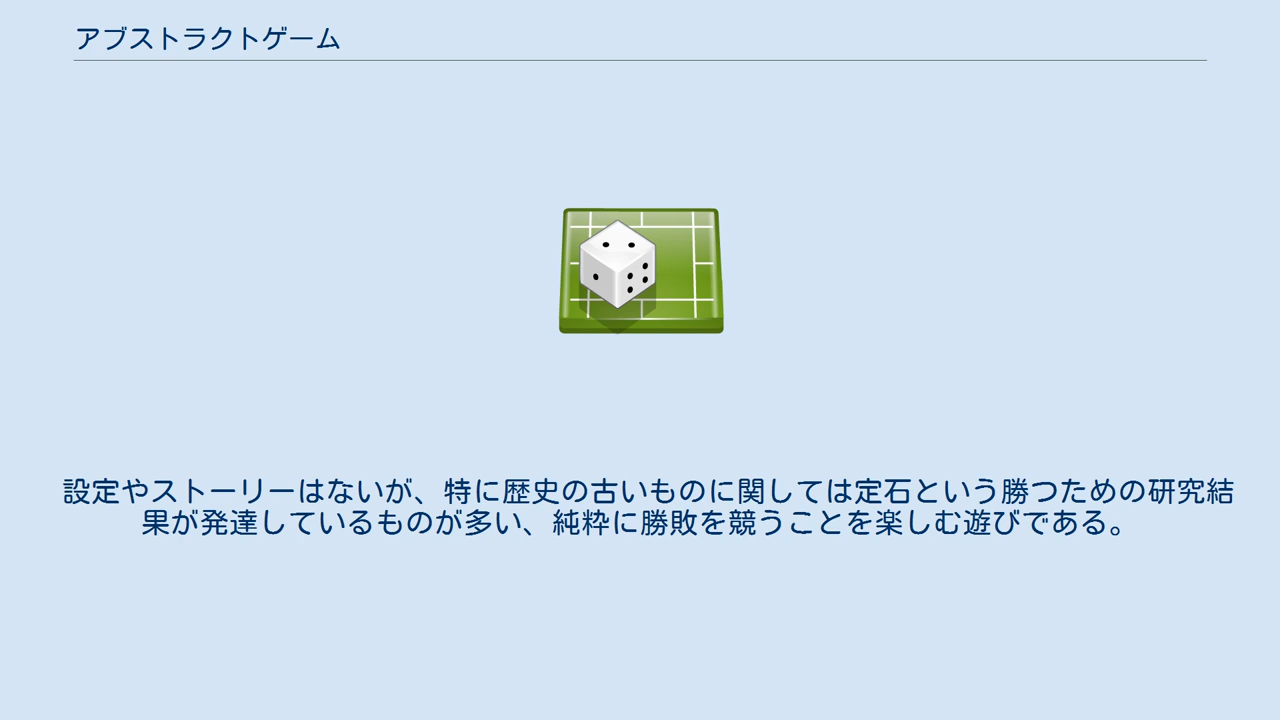 アブストラクトゲーム
設定やストーリーはないが、特に歴史の古いものに関しては定石という勝つための研究結
果が発達しているものが多い、純粋に勝敗を競うことを楽しむ遊びである。